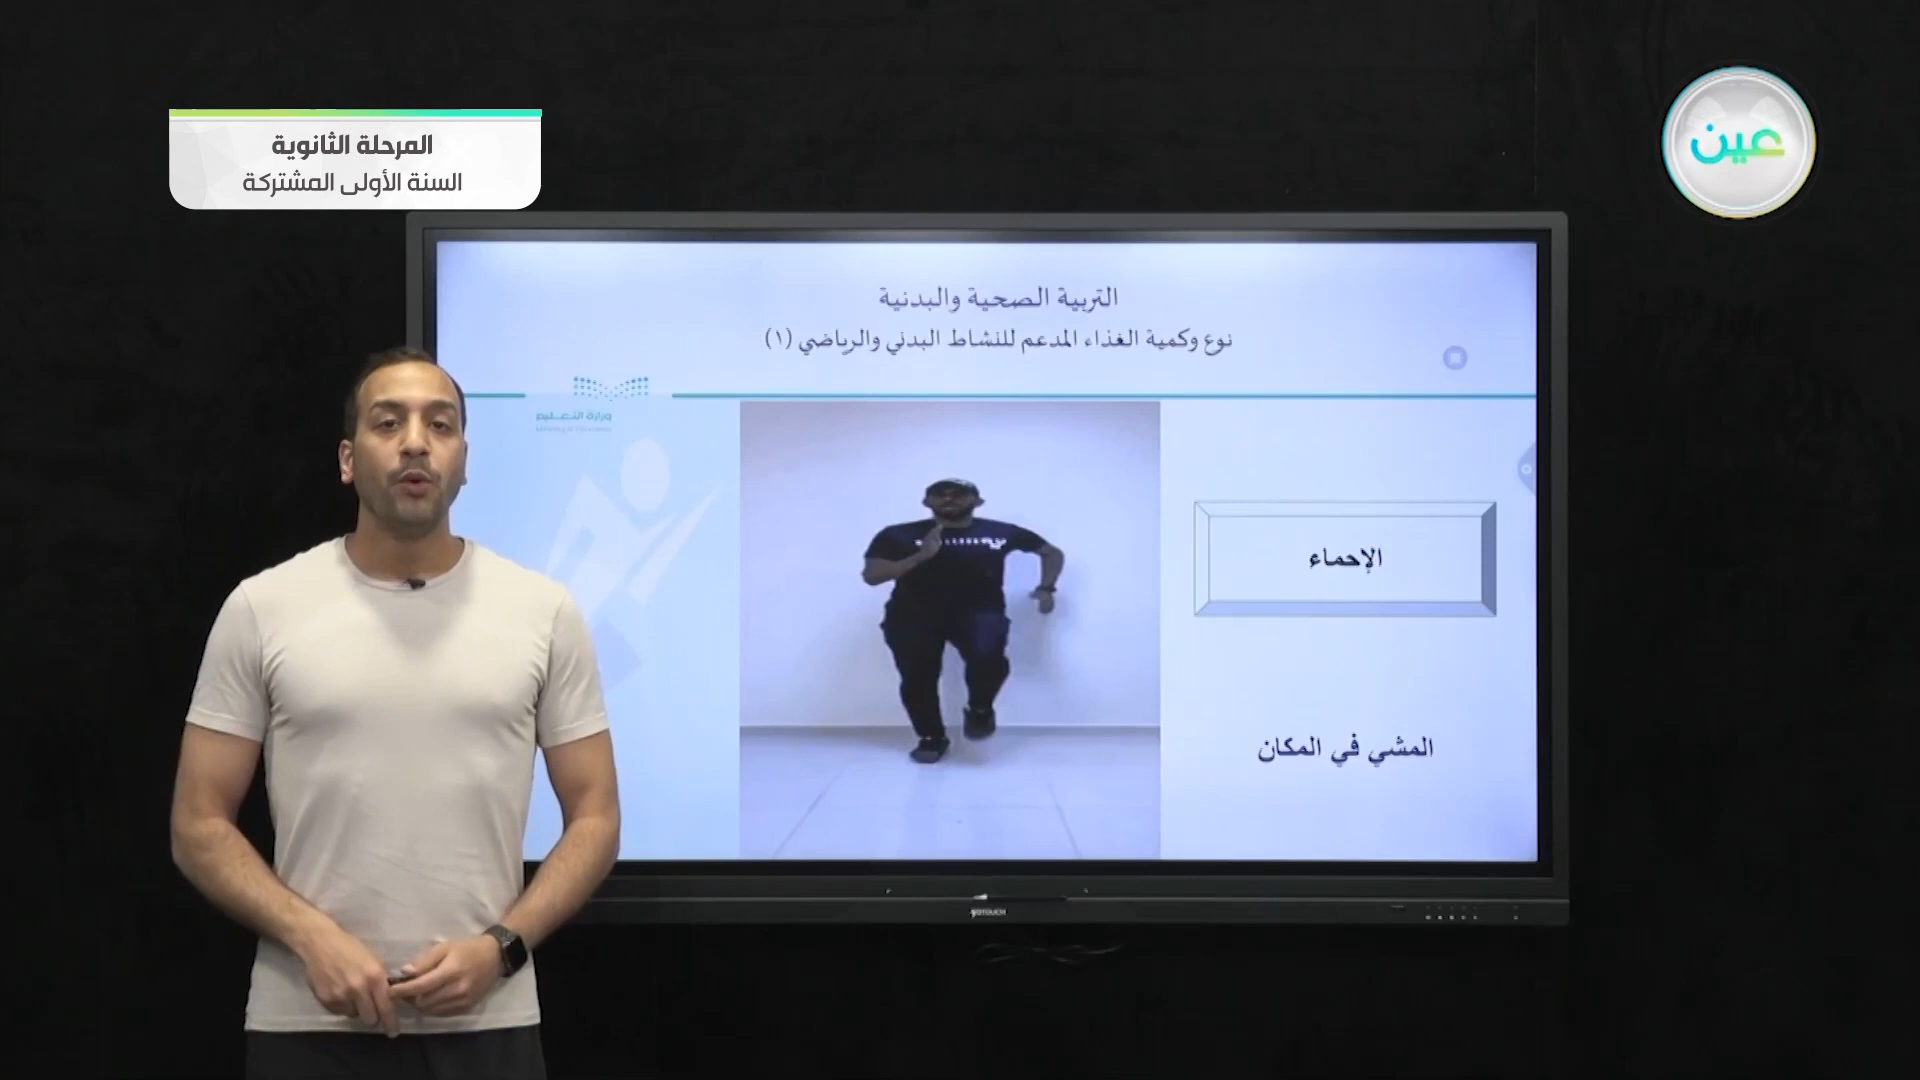 المرحلة الثانوية
السنة الأولى المشتركة
عين
التربية الصحية والبدنية
نوع وكمية الغذاء المدعم للنشاط البدني والرياضي (١)
وزارة التعليم
الإحماء
المشي في المكان